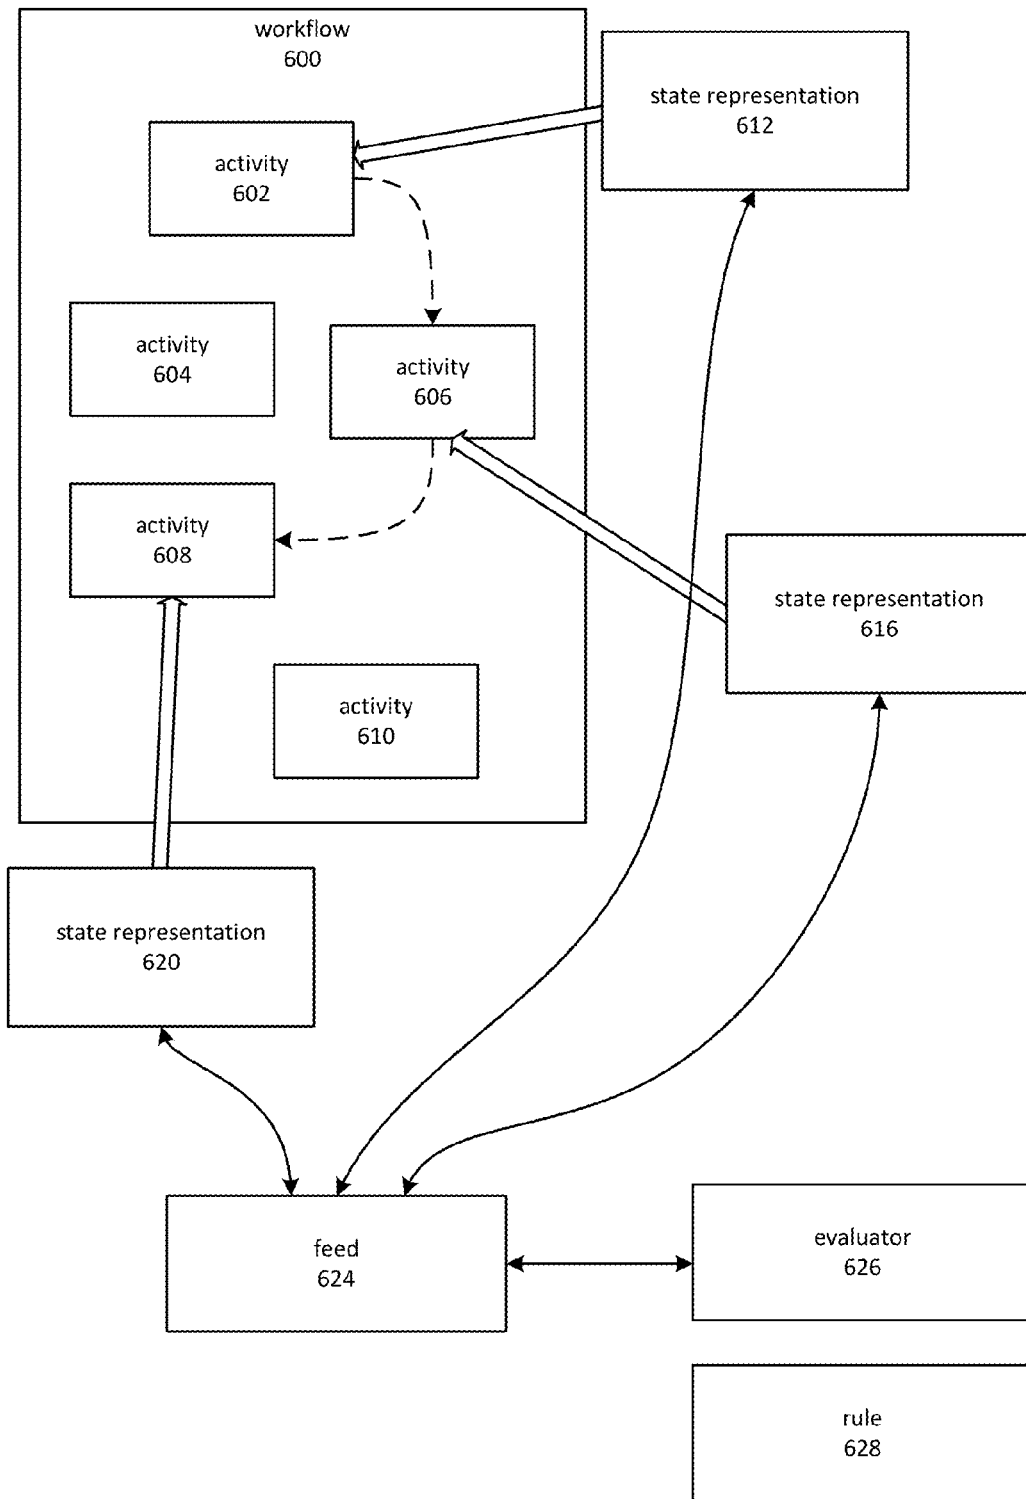 workflow
600
state representation
612
activity
602
activity
604
activity
606
activity
608
state representation
616
activity
610
state representation
620
feed
624
evaluator
626
rule
628